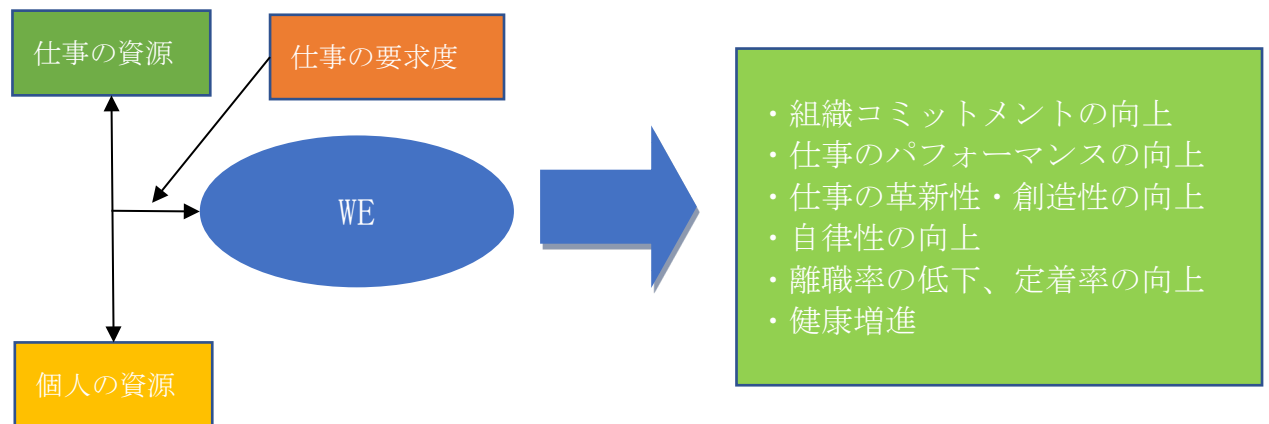 仕事の資源
仕事の要求度
WE
個人の資源
・組織コミットメントの向上
・仕事のパフォーマンスの向上
・仕事の革新性・創造性の向上
・自律性の向上
・離職率の低下、定着率の向上
・健康増進